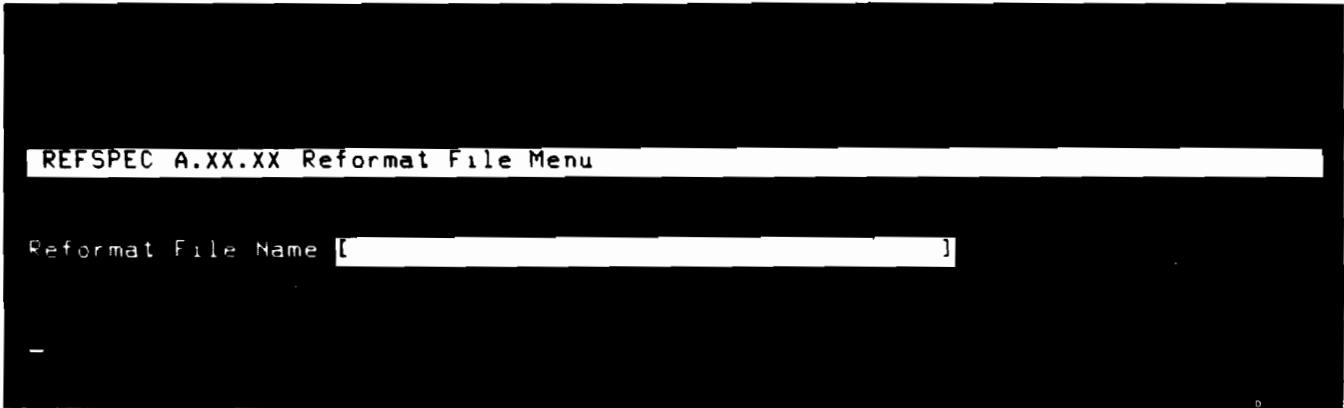 REFSPEC A.XX.XX Reformat File Menu
Reformat File Name [ ]
_